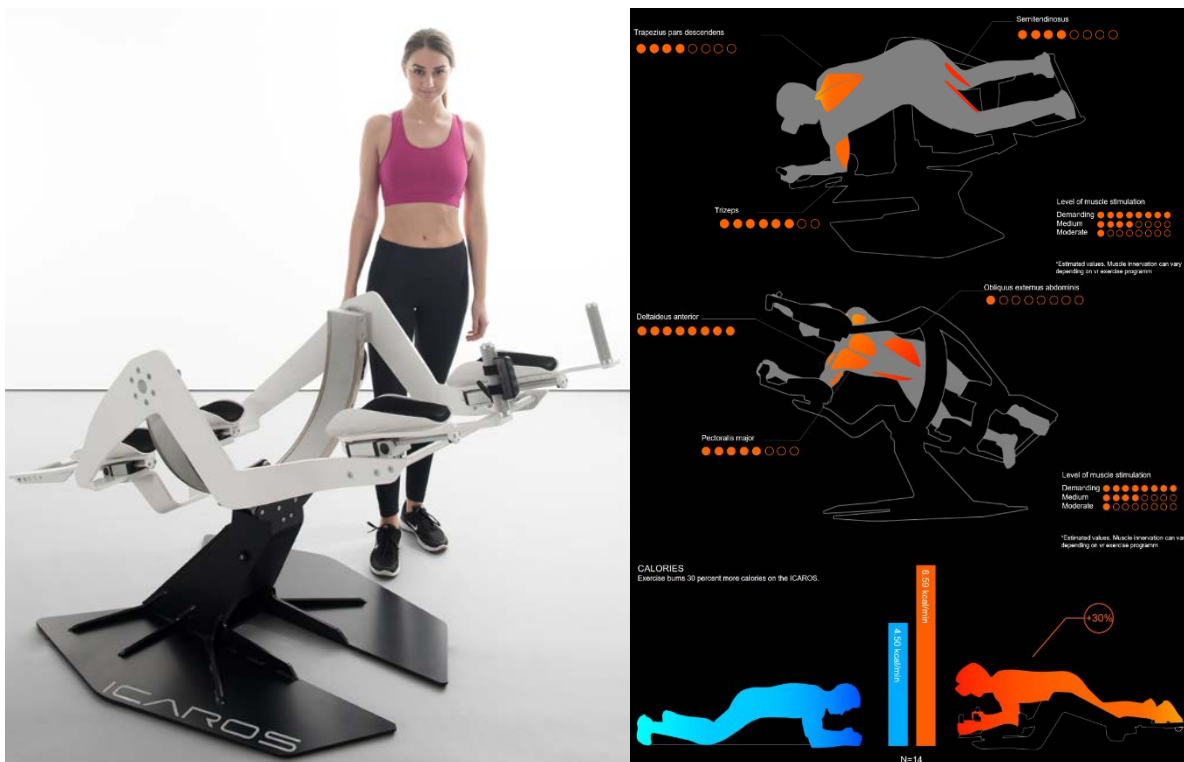 ICAROS
Trapezius pars descendens
Semitendinosus
Trizeps
Level of muscle stimulation
Demanding
Medium
Moderate
*Estimated values. Muscle innervation can vary
depending on vr exercise programm
Obliquus externus abdominis
Deltaideus anterior
Pectoralis major
Level of muscle stimulation
Demanding
Medium
Moderate
*Estimated values. Muscle innervation can var
depending on vr exercise programm
CALORIES
Exercise burns 30 percent more calories on the ICAROS.
4.50 kcal/min
6.59 kcal/min
+30%
N=14